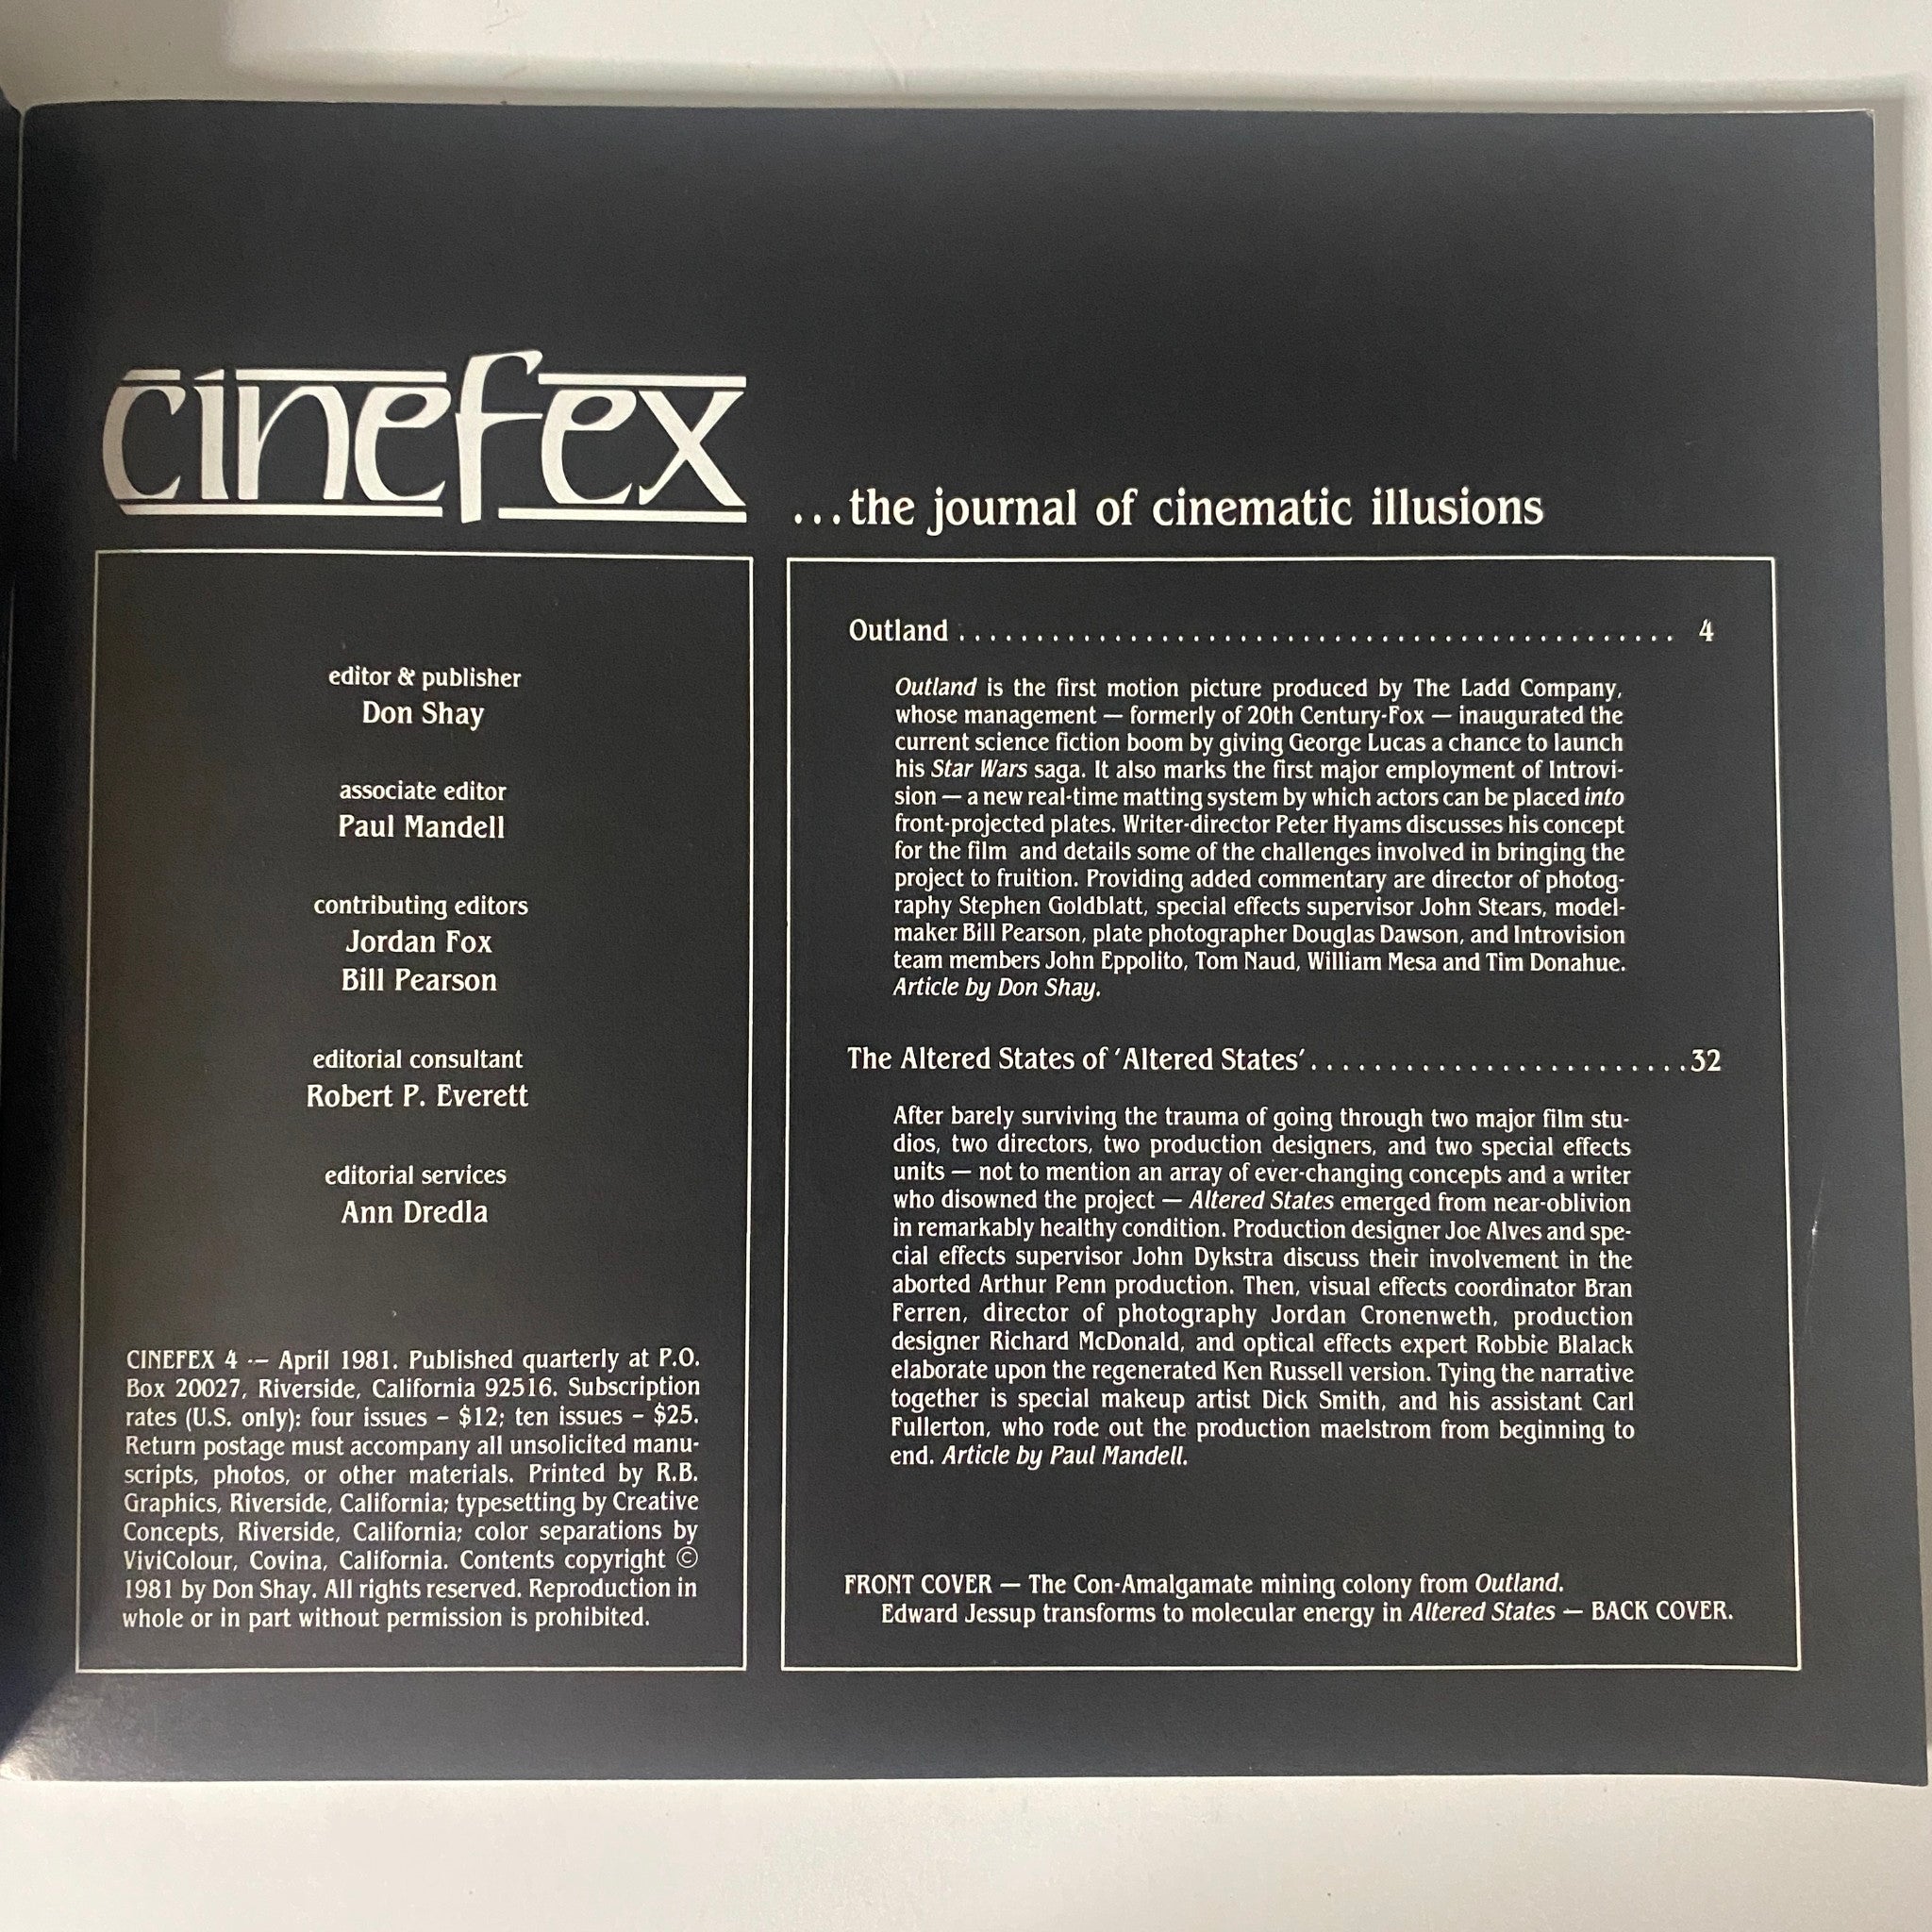 cinefex
...the journal of cinematic illusions
editor & publisher
Don Shay
associate editor
Paul Mandell
contributing editors
Jordan Fox
Bill Pearson
editorial consultant
Robert P. Everett
editorial services
Ann Dredla
CINEFEX 4 -– April 1981. Published quarterly at P.O.
Box 20027, Riverside, California 92516. Subscription
rates (U.S. only): four issues – $12; ten issues – $25.
Return postage must accompany all unsolicited manu-
scripts, photos, or other materials. Printed by R.B.
Graphics, Riverside, California; typesetting by Creative
Concepts, Riverside, California; color separations by
ViviColour, Covina, California. Contents copyright ©
1981 by Don Shay. All rights reserved. Reproduction in
whole or in part without permission is prohibited.
Outland . . . . . . . . . . . . . . . . . . . . . . . . . . . . . . . . . . . . . . . . . . . . . . 4
Outland is the first motion picture produced by The Ladd Company,
whose management — formerly of 20th Century-Fox — inaugurated the
current science fiction boom by giving George Lucas a chance to launch
his Star Wars saga. It also marks the first major employment of Introvi-
sion — a new real-time matting system by which actors can be placed into
front-projected plates. Writer-director Peter Hyams discusses his concept
for the film and details some of the challenges involved in bringing the
project to fruition. Providing added commentary are director of photog-
raphy Stephen Goldblatt, special effects supervisor John Stears, model-
maker Bill Pearson, plate photographer Douglas Dawson, and Introvision
team members John Eppolito, Tom Naud, William Mesa and Tim Donahue.
Article by Don Shay.
The Altered States of ‘Altered States’ . . . . . . . . . . . . . . . . . . . . . . . . 32
After barely surviving the trauma of going through two major film stu-
dios, two directors, two production designers, and two special effects
units — not to mention an array of ever-changing concepts and a writer
who disowned the project — Altered States emerged from near-oblivion
in remarkably healthy condition. Production designer Joe Alves and spe-
cial effects supervisor John Dykstra discuss their involvement in the
aborted Arthur Penn production. Then, visual effects coordinator Bran
Ferren, director of photography Jordan Cronenweth, production
designer Richard McDonald, and optical effects expert Robbie Blalack
elaborate upon the regenerated Ken Russell version. Tying the narrative
together is special makeup artist Dick Smith, and his assistant Carl
Fullerton, who rode out the production maelstrom from beginning to
end. Article by Paul Mandell.
FRONT COVER — The Con-Amalgamate mining colony from Outland.
Edward Jessup transforms to molecular energy in Altered States — BACK COVER.